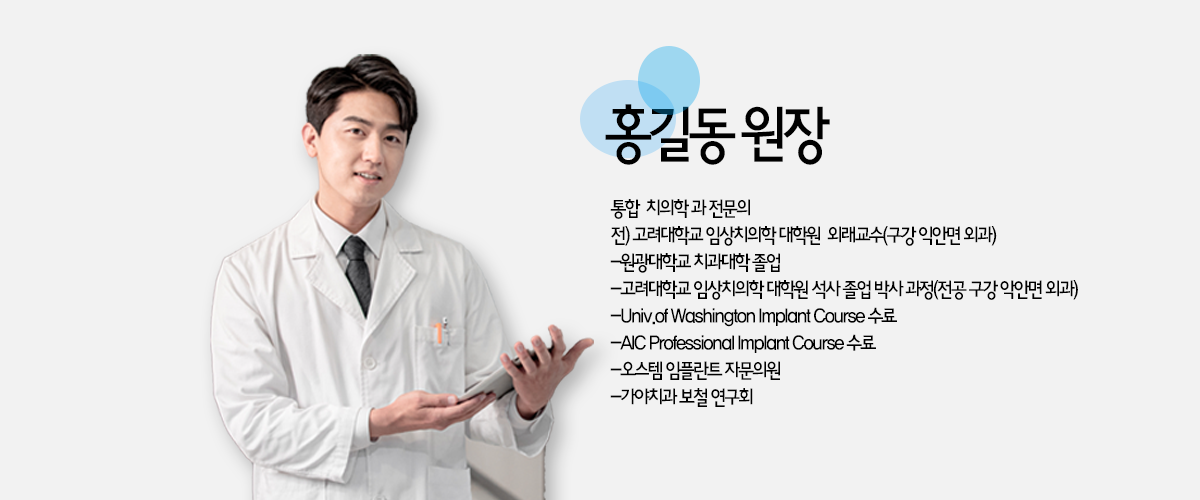 홍길동 원장
통합 치의학 과 전문의
전) 고려대학교 임상치의학 대학원 외래교수(구강 익안면 외과)
-원광대학교 치과대학 졸업
-고려대학교 임상치의학 대학원 석사 졸업 박사 과정(전공 구강 악안면 외과)
-Univ.of Washington Implant Course 수료
-AIC Professional Implant Course 수료
-오스템 임플란트 자문의원
-가야치과 보철 연구회